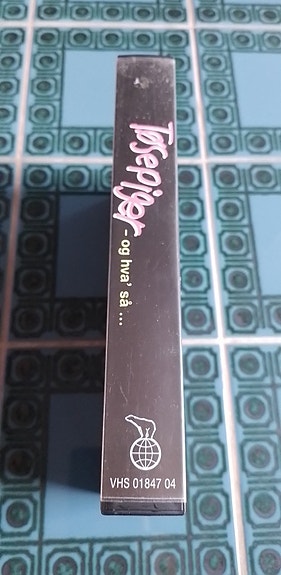 Tøsepiger
- og hva' så ...
VHS 01847 04